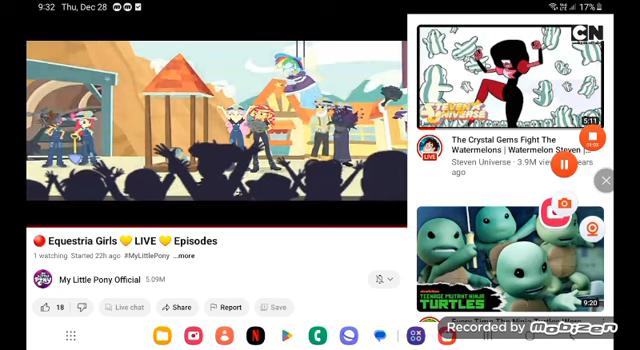 9:32 Thu, Dec 28
17%
CN
STEVEN UNIVERSE
5:11
The Crystal Gems Fight The
Watermelons | Watermelon Steven |...
LIVE
Steven Universe · 3.9M
ago
🔴 Equestria Girls 💛 LIVE 💛 Episodes
1 watching Started 22h ago #MyLittlePony ...more
My Little Pony Official 5.09M
18
Live chat
Share
Report
Save
TEENAGE MUTANT NINJA
TURTLES
9:20
Recorded by mobizen